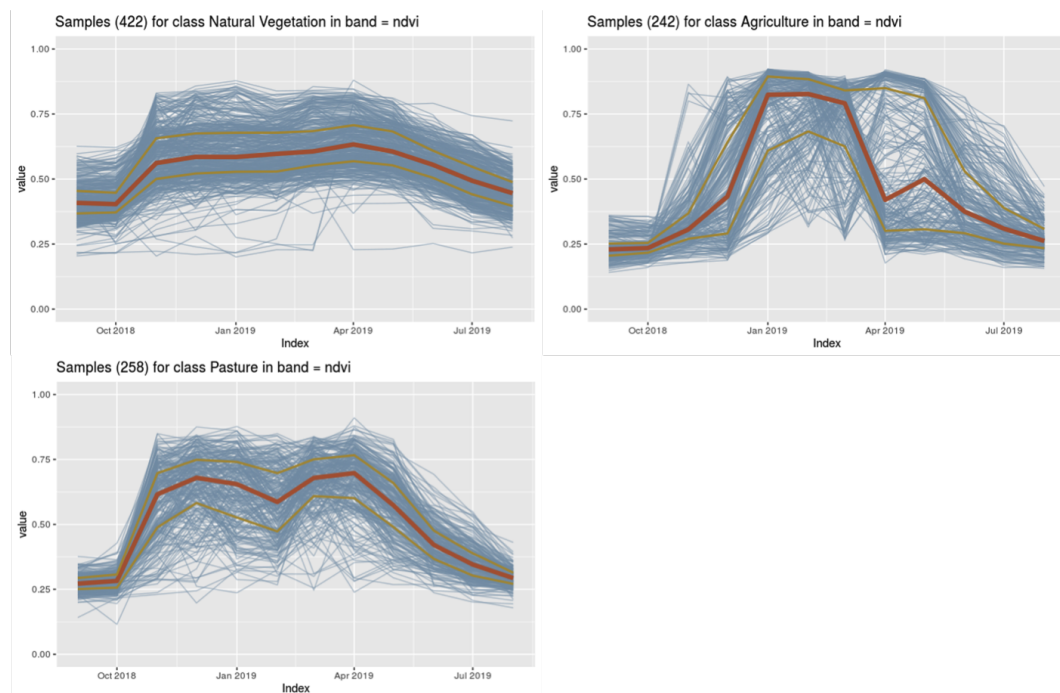 Samples (422) for class Natural Vegetation in band = ndvi
1.00
0.75
0.50
0.25
0.00
value
Oct 2018 Jan 2019 Apr 2019 Jul 2019
Index
Samples (242) for class Agriculture in band = ndvi
1.00
0.75
0.50
0.25
0.00
value
Oct 2018 Jan 2019 Apr 2019 Jul 2019
Index
Samples (258) for class Pasture in band = ndvi
1.00
0.75
0.50
0.25
0.00
value
Oct 2018 Jan 2019 Apr 2019 Jul 2019
Index